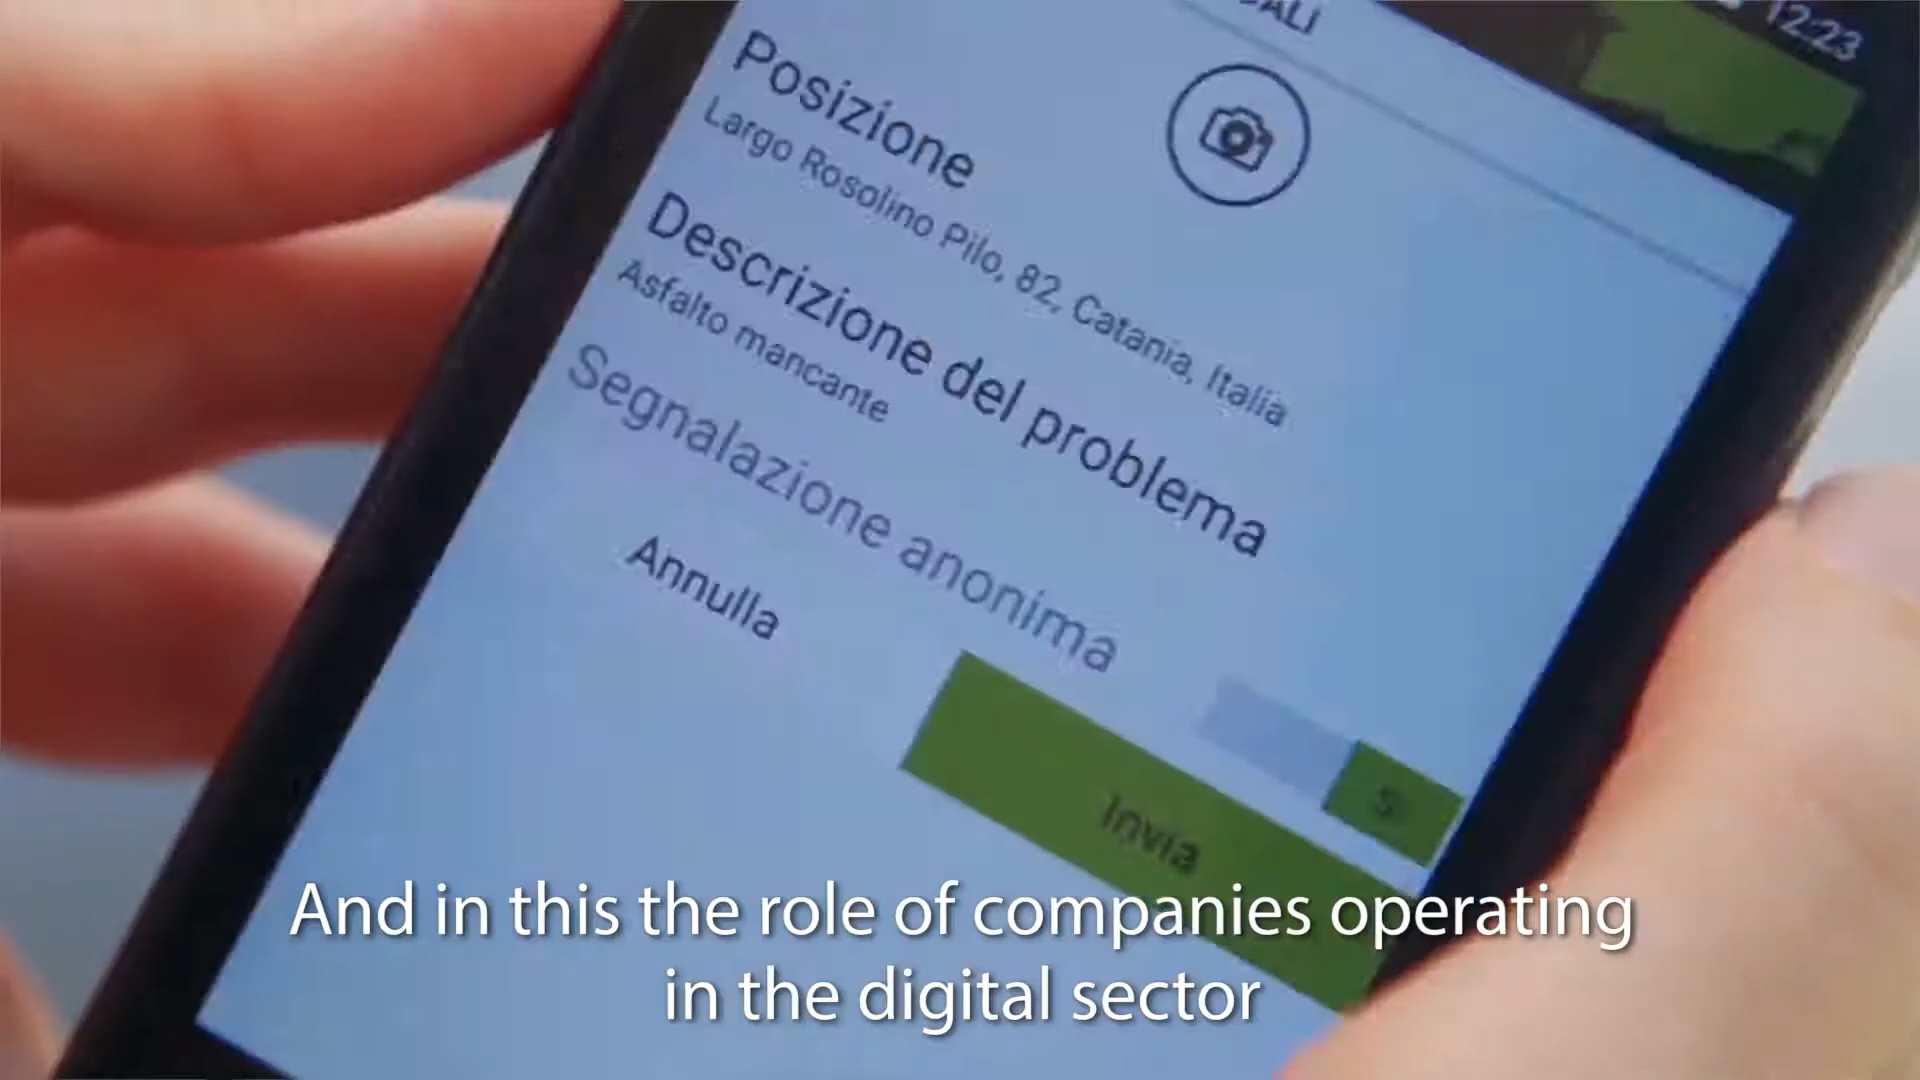 12:23
Posizione
Largo Rosolino Pilo, 82, Catania, Italia
Descrizione del problema
Asfalto mancante
Segnalazione anonima
Annulla
Invia
And in this the role of companies operating
in the digital sector